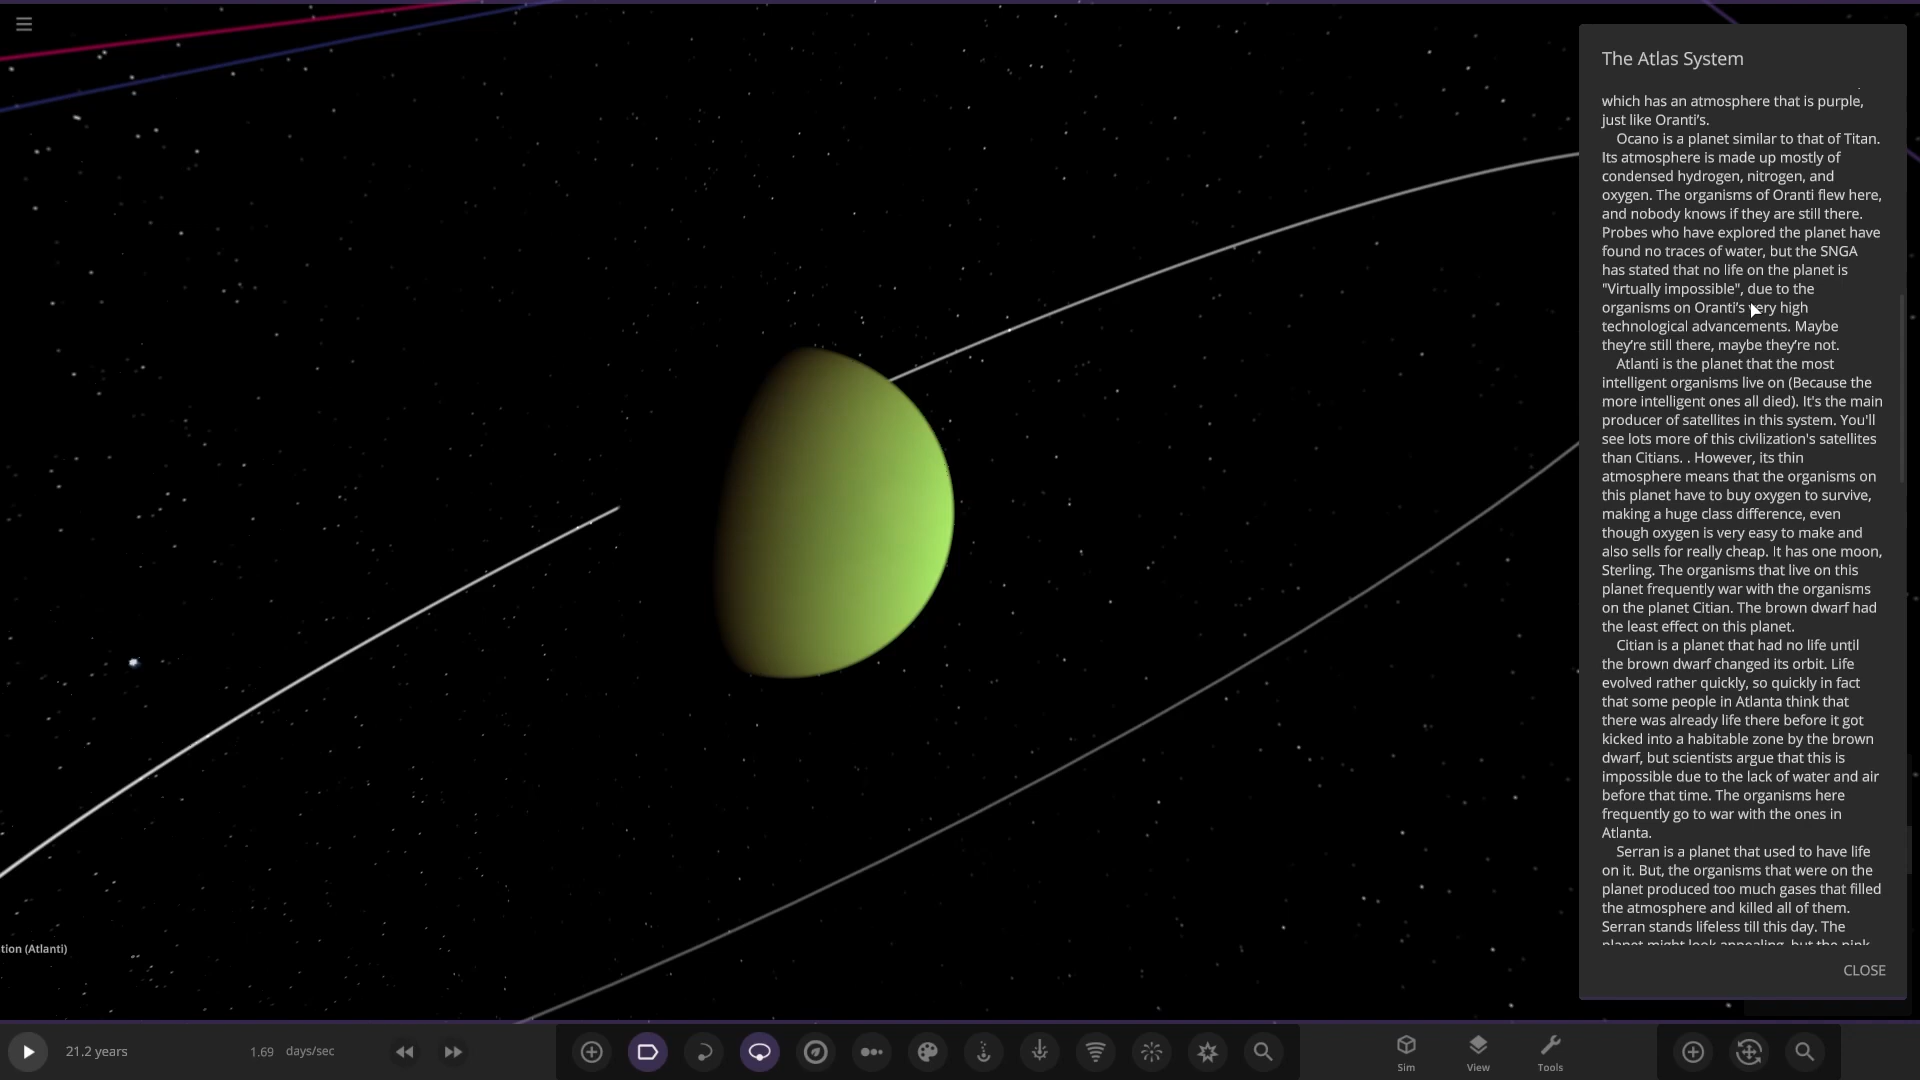 The Atlas System
which has an atmosphere that is purple,
just like Oranti's.
Ocano is a planet similar to that of Titan.
Its atmosphere is made up mostly of
condensed hydrogen, nitrogen, and
oxygen. The organisms of Oranti flew here,
and nobody knows if they are still there.
Probes who have explored the planet have
found no traces of water, but the SNGA
has stated that no life on the planet is
"Virtually impossible", due to the
organisms on Oranti's very high
technological advancements. Maybe
they're still there, maybe they're not.
Atlanti is the planet that the most
intelligent organisms live on (Because the
more intelligent ones all died). It's the main
producer of satellites in this system. You'll
see lots more of this civilization's satellites
than Citians. . However, its thin
atmosphere means that the organisms on
this planet have to buy oxygen to survive,
making a huge class difference, even
though oxygen is very easy to make and
also sells for really cheap. It has one moon,
Sterling. The organisms that live on this
planet frequently war with the organisms
on the planet Citian. The brown dwarf had
the least effect on this planet.
Citian is a planet that had no life until
the brown dwarf changed its orbit. Life
evolved rather quickly, so quickly in fact
that some people in Atlanta think that
there was already life there before it got
kicked into a habitable zone by the brown
dwarf, but scientists argue that this is
impossible due to the lack of water and air
before that time. The organisms here
frequently go to war with the ones in
Atlanta.
Serran is a planet that used to have life
on it. But, the organisms that were on the
planet produced too much gases that filled
the atmosphere and killed all of them.
Serran stands lifeless till this day. The
planet might look appealing, but the pink
CLOSE
tion (Atlanti)
21.2 years
1.69 days/sec
Sim
View
Tools